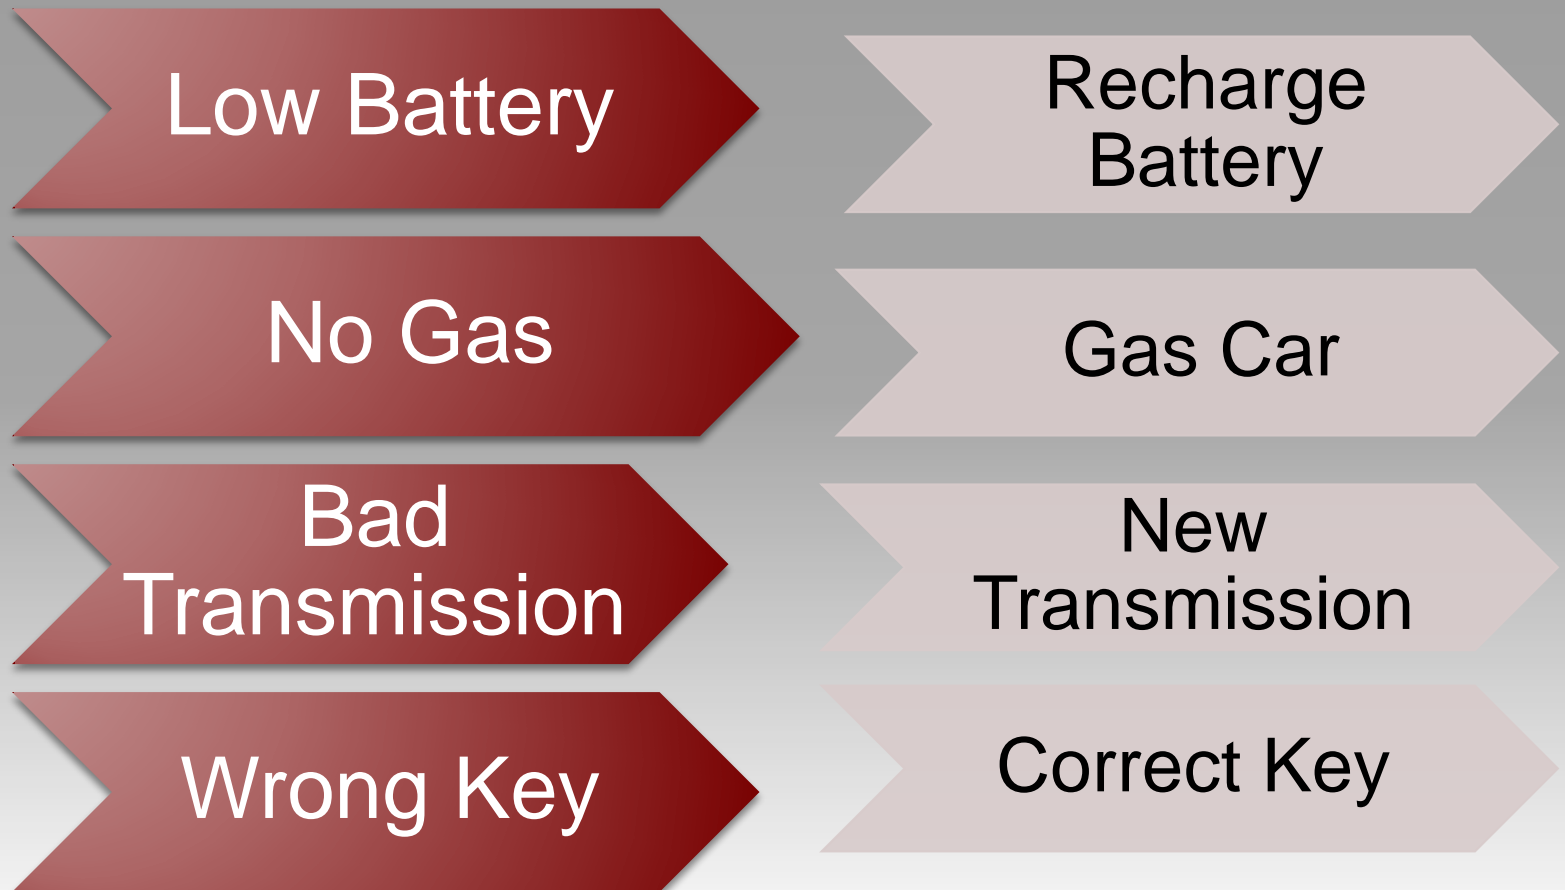 Low Battery
Recharge
Battery
No Gas
Gas Car
Bad
Transmission
New
Transmission
Wrong Key
Correct Key